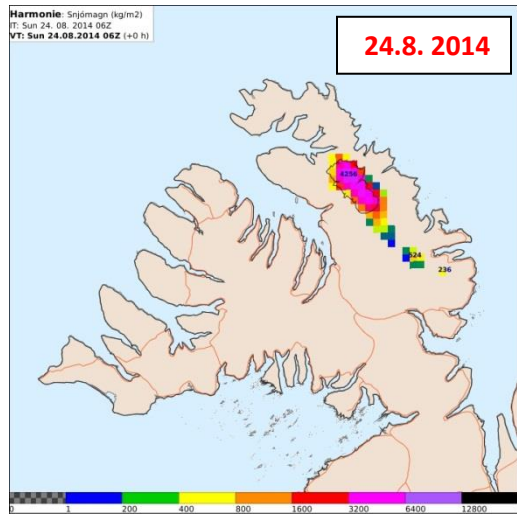 Harmonie: Snjómagn (kg/m2)
IT: Sun 24. 08. 2014 06Z
VT: Sun 24.08.2014 06Z (+0 h)
24.8. 2014
4256
624
236
0 1 200 400 800 1600 3200 6400 12800